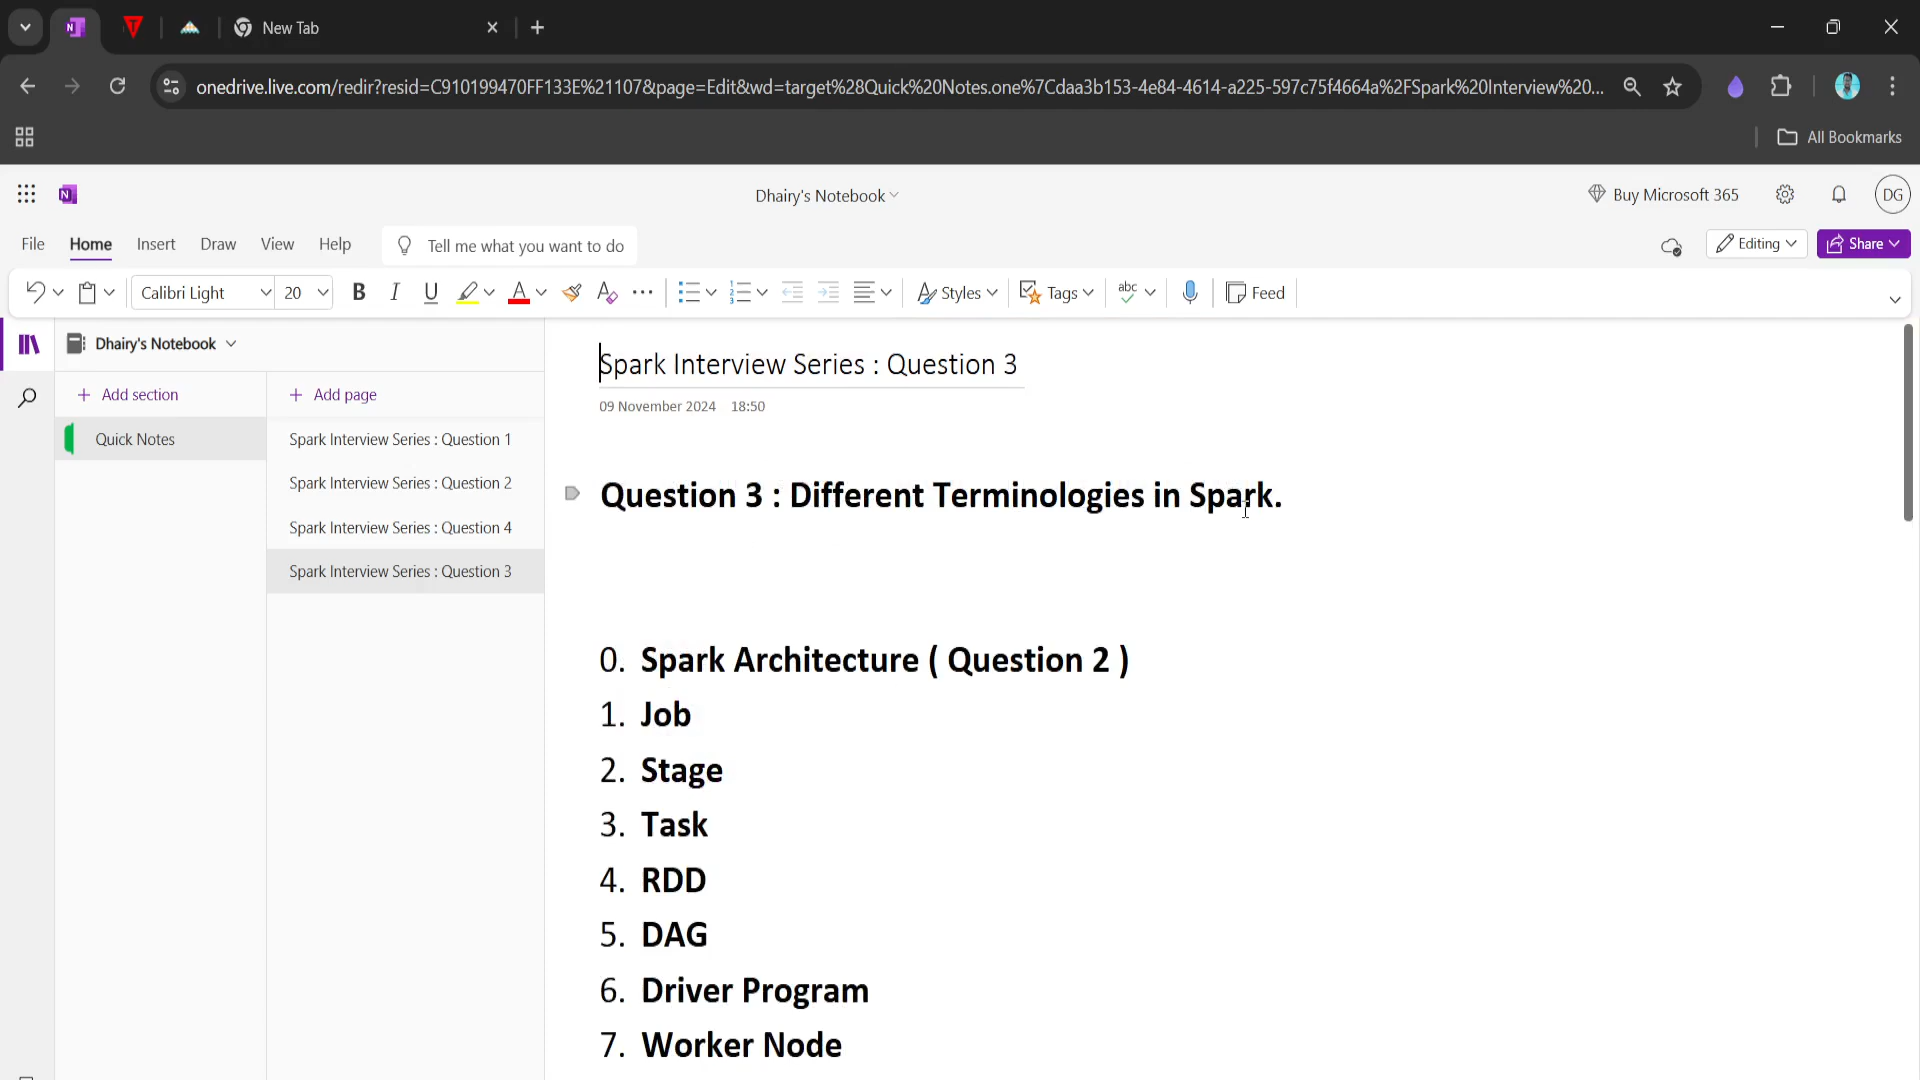 New Tab
onedrive.live.com/redir?resid=C910199470FF133E%21107&page=Edit&wd=target%28Quick%20Notes.one%7Cdaa3b153-4e84-4614-a225-597c75f4664a%2FSpark%20Interview%20...
All Bookmarks
Dhairy's Notebook
Buy Microsoft 365
DG
File Home Insert Draw View Help Tell me what you want to do
Editing
Share
Calibri Light 20 B I U A A Styles Tags abc Feed
Dhairy's Notebook
Add section
Add page
Quick Notes
Spark Interview Series : Question 1
Spark Interview Series : Question 2
Spark Interview Series : Question 4
Spark Interview Series : Question 3
Spark Interview Series : Question 3
09 November 2024 18:50
Question 3 : Different Terminologies in Spark.
0. Spark Architecture ( Question 2 )
1. Job
2. Stage
3. Task
4. RDD
5. DAG
6. Driver Program
7. Worker Node